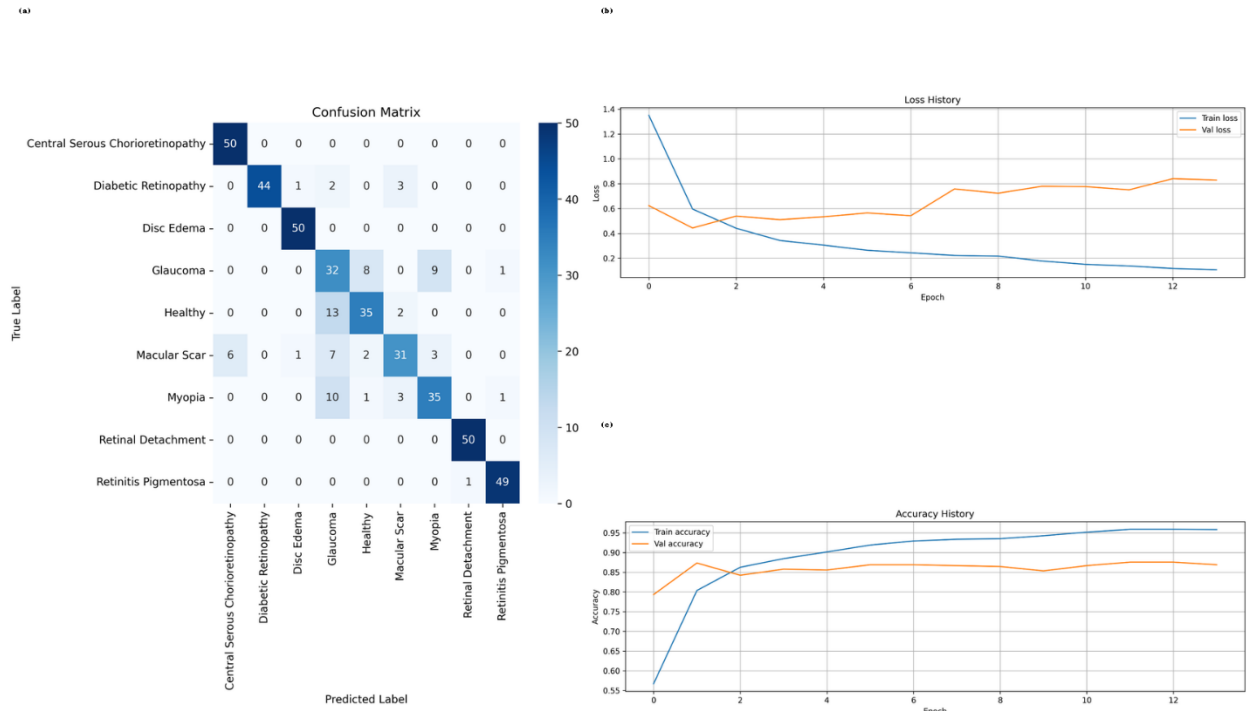 (a)
Confusion Matrix
True Label
Central Serous Chorioretinopathy
50 0 0 0 0 0 0 0 0
Diabetic Retinopathy
0 44 1 2 0 3 0 0 0
Disc Edema
0 0 50 0 0 0 0 0 0
Glaucoma
0 0 0 32 8 0 9 0 1
Healthy
0 0 0 13 35 2 0 0 0
Macular Scar
6 0 1 7 2 31 3 0 0
Myopia
0 0 0 10 1 3 35 0 1
Retinal Detachment
0 0 0 0 0 0 0 50 0
Retinitis Pigmentosa
0 0 0 0 0 0 0 1 49
Central Serous Chorioretinopathy
Diabetic Retinopathy
Disc Edema
Glaucoma
Healthy
Macular Scar
Myopia
Retinal Detachment
Retinitis Pigmentosa
Predicted Label
50
40
30
20
10
0
(b)
Loss History
Train loss
Val loss
Loss
1.4
1.2
1.0
0.8
0.6
0.4
0.2
0 2 4 6 8 10 12
Epoch
(c)
Accuracy History
Train accuracy
Val accuracy
Accuracy
0.95
0.90
0.85
0.80
0.75
0.70
0.65
0.60
0.55
0 2 4 6 8 10 12
Epoch